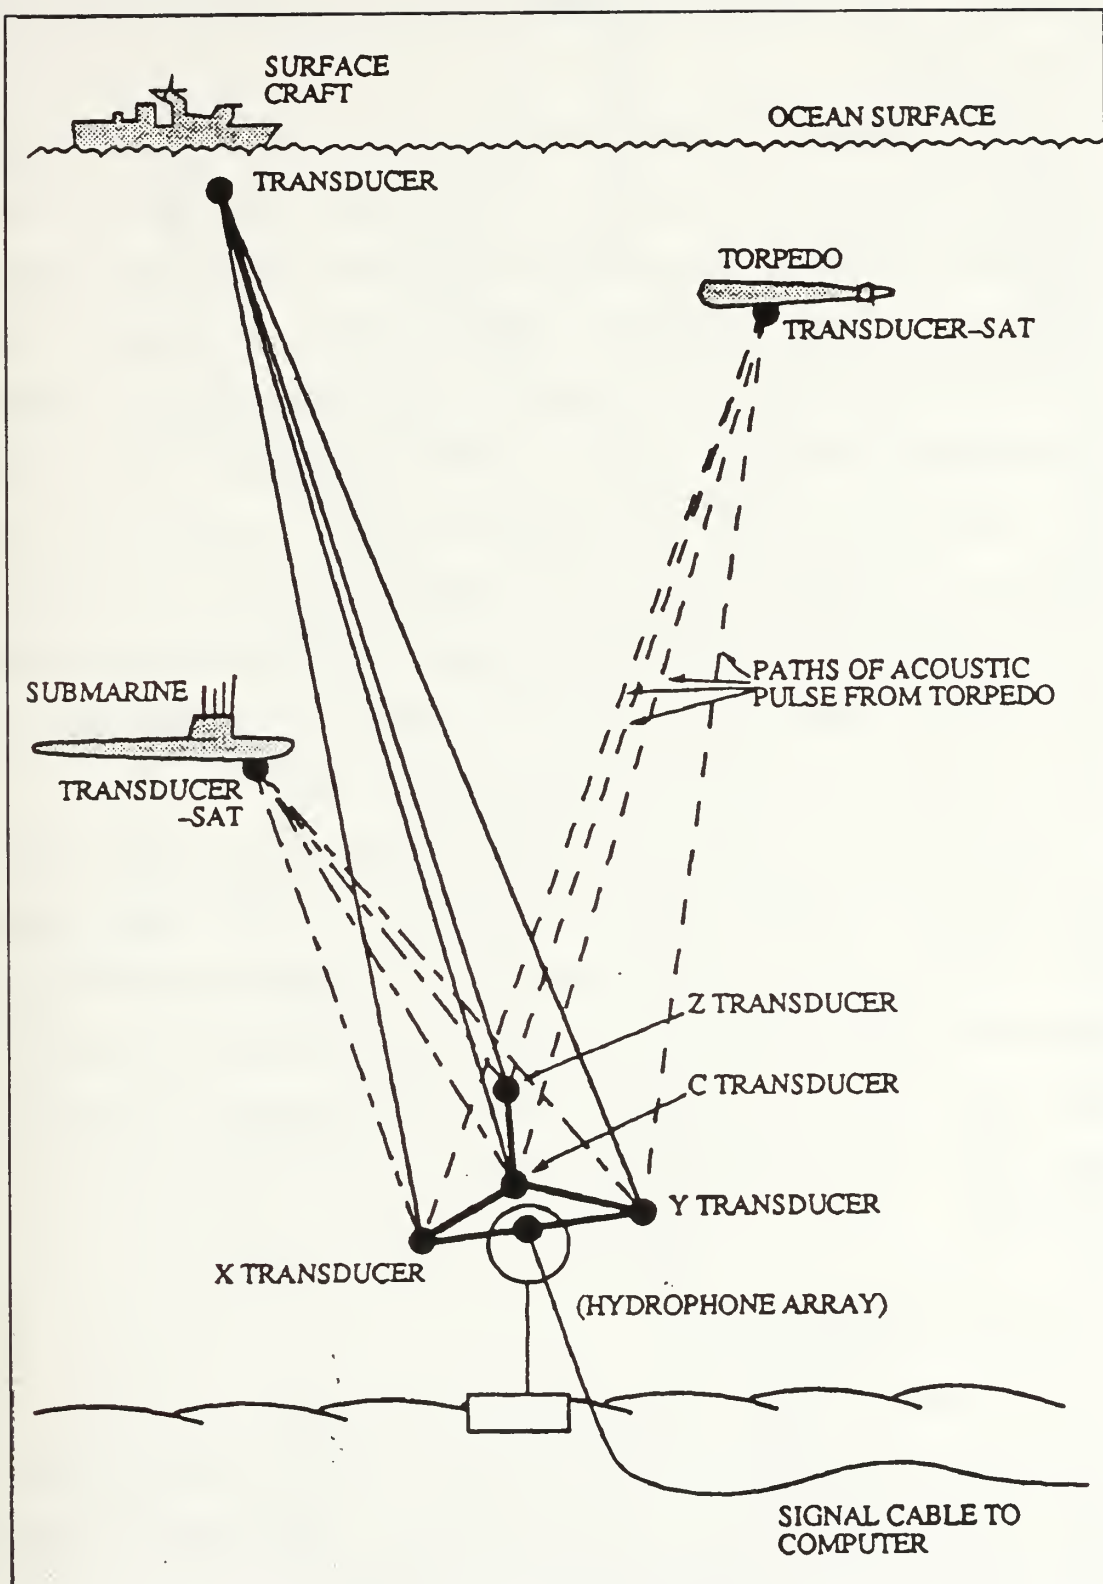 SURFACE
CRAFT
OCEAN SURFACE
TRANSDUCER
TORPEDO
TRANSDUCER–SAT
PATHS OF ACOUSTIC
PULSE FROM TORPEDO
SUBMARINE
TRANSDUCER
–SAT
Z TRANSDUCER
C TRANSDUCER
Y TRANSDUCER
X TRANSDUCER
(HYDROPHONE ARRAY)
SIGNAL CABLE TO
COMPUTER